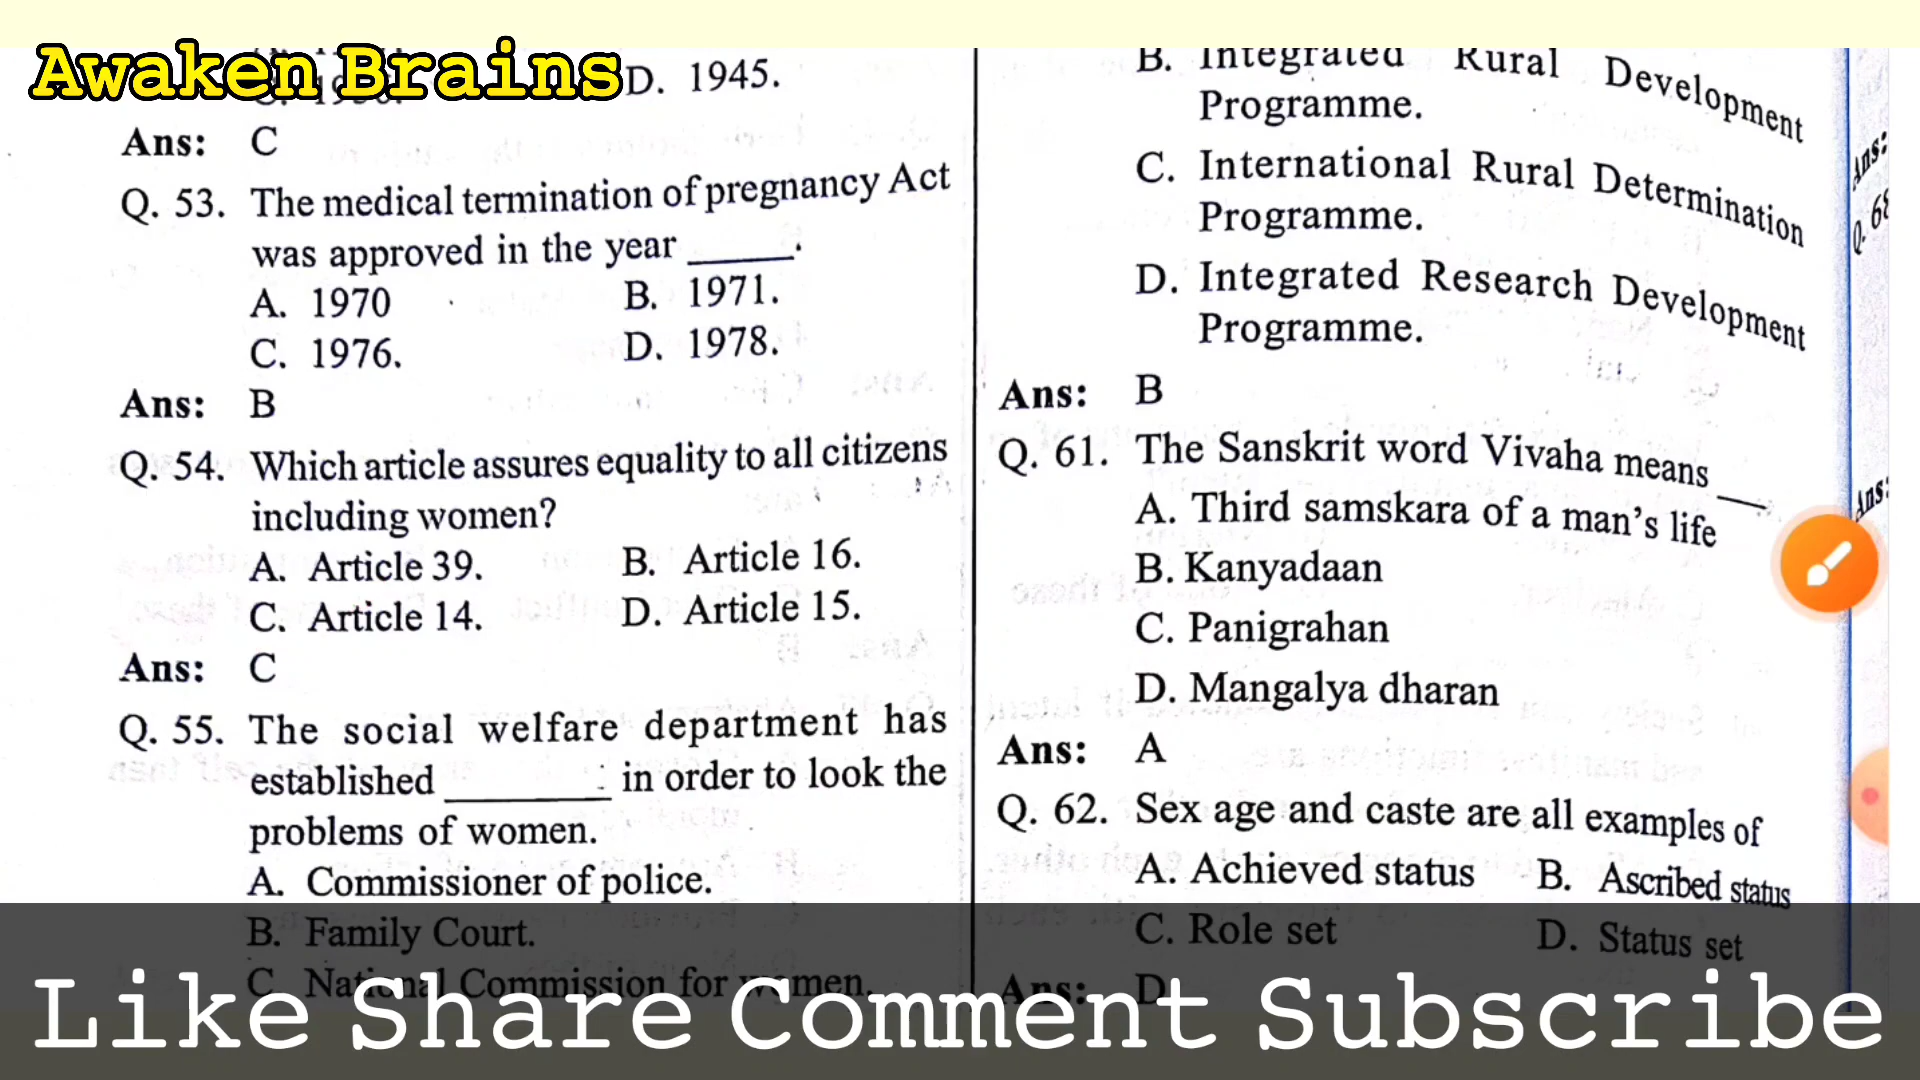 Awaken Brains
D. 1945.
Ans: C
Q. 53. The medical termination of pregnancy Act
was approved in the year _____.
A. 1970 B. 1971.
C. 1976. D. 1978.
Ans: B
Q. 54. Which article assures equality to all citizens
including women?
A. Article 39. B. Article 16.
C. Article 14. D. Article 15.
Ans: C
Q. 55. The social welfare department has
established ________ in order to look the
problems of women.
A. Commissioner of police.
B. Family Court.
C National Commission for women.
B. Integrated Rural Development
Programme.
C. International Rural Determination
Programme.
D. Integrated Research Development
Programme.
Ans: B
Q. 61. The Sanskrit word Vivaha means ___
A. Third samskara of a man's life
B. Kanyadaan
C. Panigrahan
D. Mangalya dharan
Ans: A
Q. 62. Sex age and caste are all examples of
A. Achieved status B. Ascribed status
C. Role set D. Status set
Ans: D
Ans:
Q. 68
Ans:
Like Share Comment Subscribe